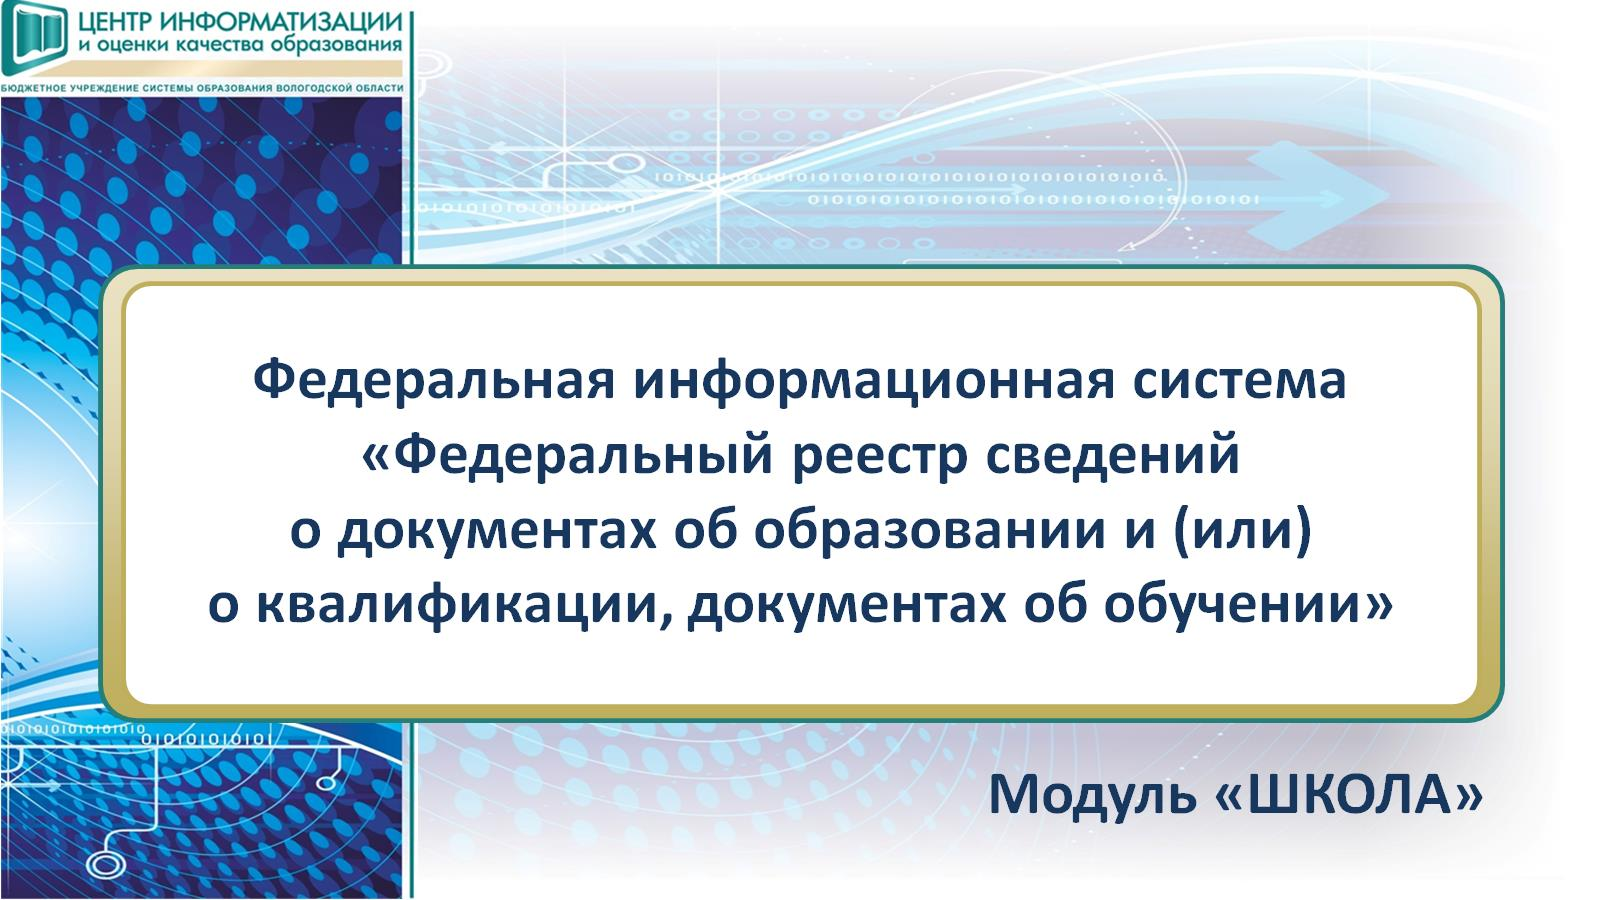 ЦЕНТР ИНФОРМАТИЗАЦИИ
и оценки качества образования
БЮДЖЕТНОЕ УЧРЕЖДЕНИЕ СИСТЕМЫ ОБРАЗОВАНИЯ ВОЛОГОДСКОЙ ОБЛАСТИ
Федеральная информационная система
«Федеральный реестр сведений
о документах об образовании и (или)
о квалификации, документах об обучении»
Модуль «ШКОЛА»